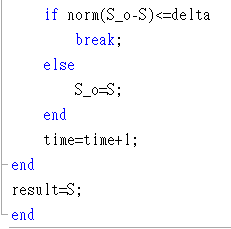 if norm(S_o-S)<=delta
break;
else
S_o=S;
end
time=time+1;
end
result=S;
end